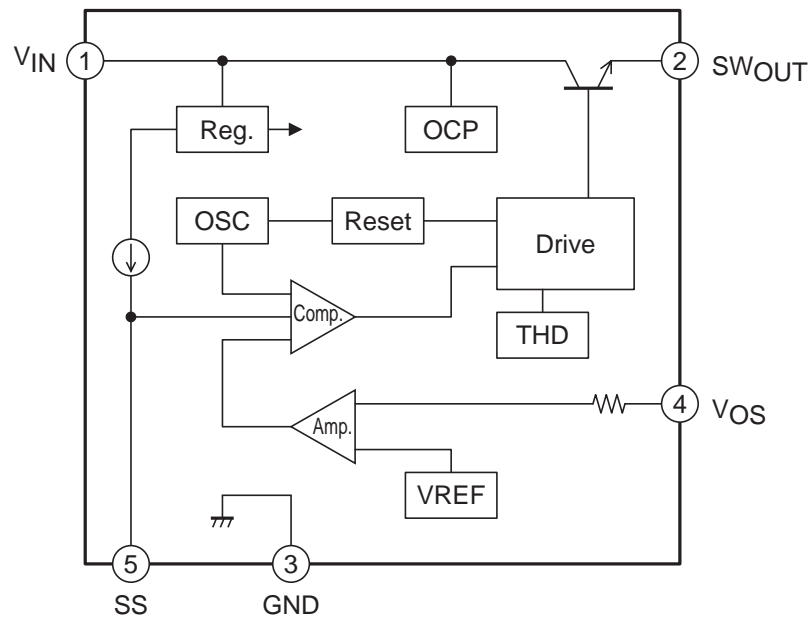 VIN 1 2 SWOUT
Reg. OCP
OSC Reset Drive
Comp.
THD
Amp. 4 VOS
VREF
5 3
SS GND